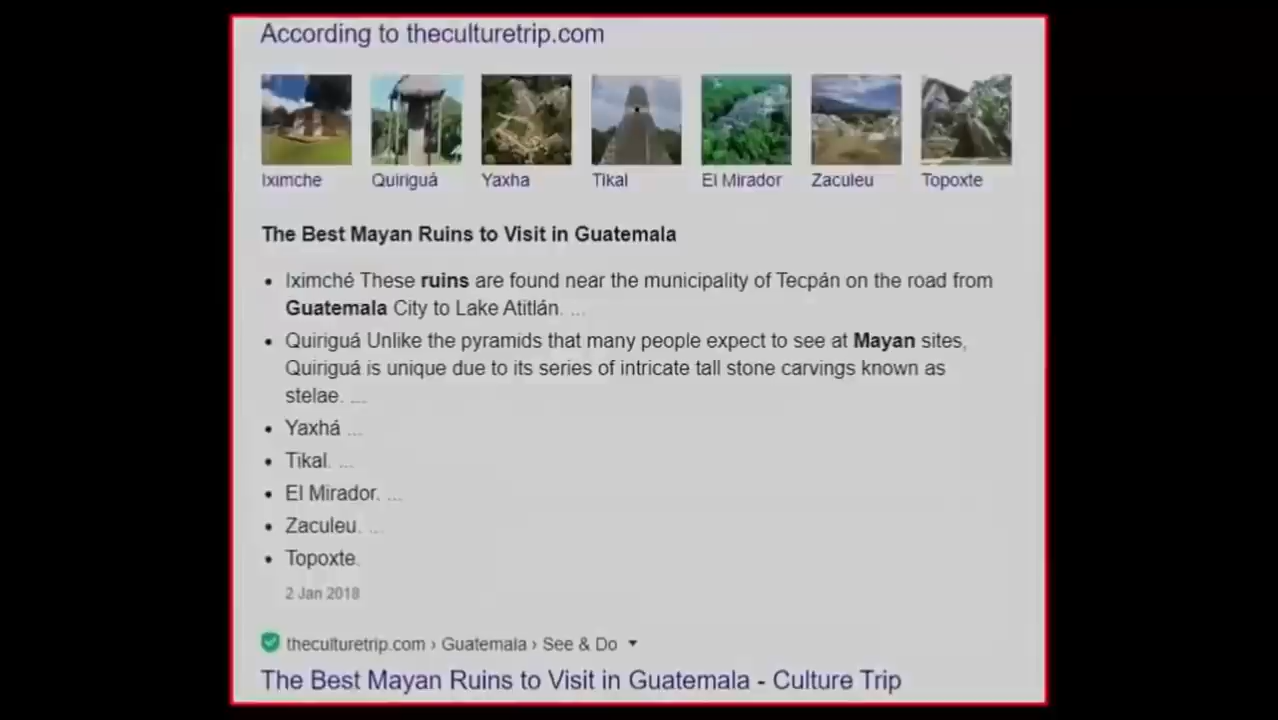 According to theculturetrip.com
Iximche Quiriguá Yaxha Tikal El Mirador Zaculeu Topoxte
The Best Mayan Ruins to Visit in Guatemala
• Iximché These ruins are found near the municipality of Tecpán on the road from
Guatemala City to Lake Atitlán. ...
• Quiriguá Unlike the pyramids that many people expect to see at Mayan sites,
Quiriguá is unique due to its series of intricate tall stone carvings known as
stelae. ...
• Yaxhá ...
• Tikal. ...
• El Mirador. ...
• Zaculeu. ...
• Topoxte.
2 Jan 2018
theculturetrip.com › Guatemala › See & Do
The Best Mayan Ruins to Visit in Guatemala - Culture Trip